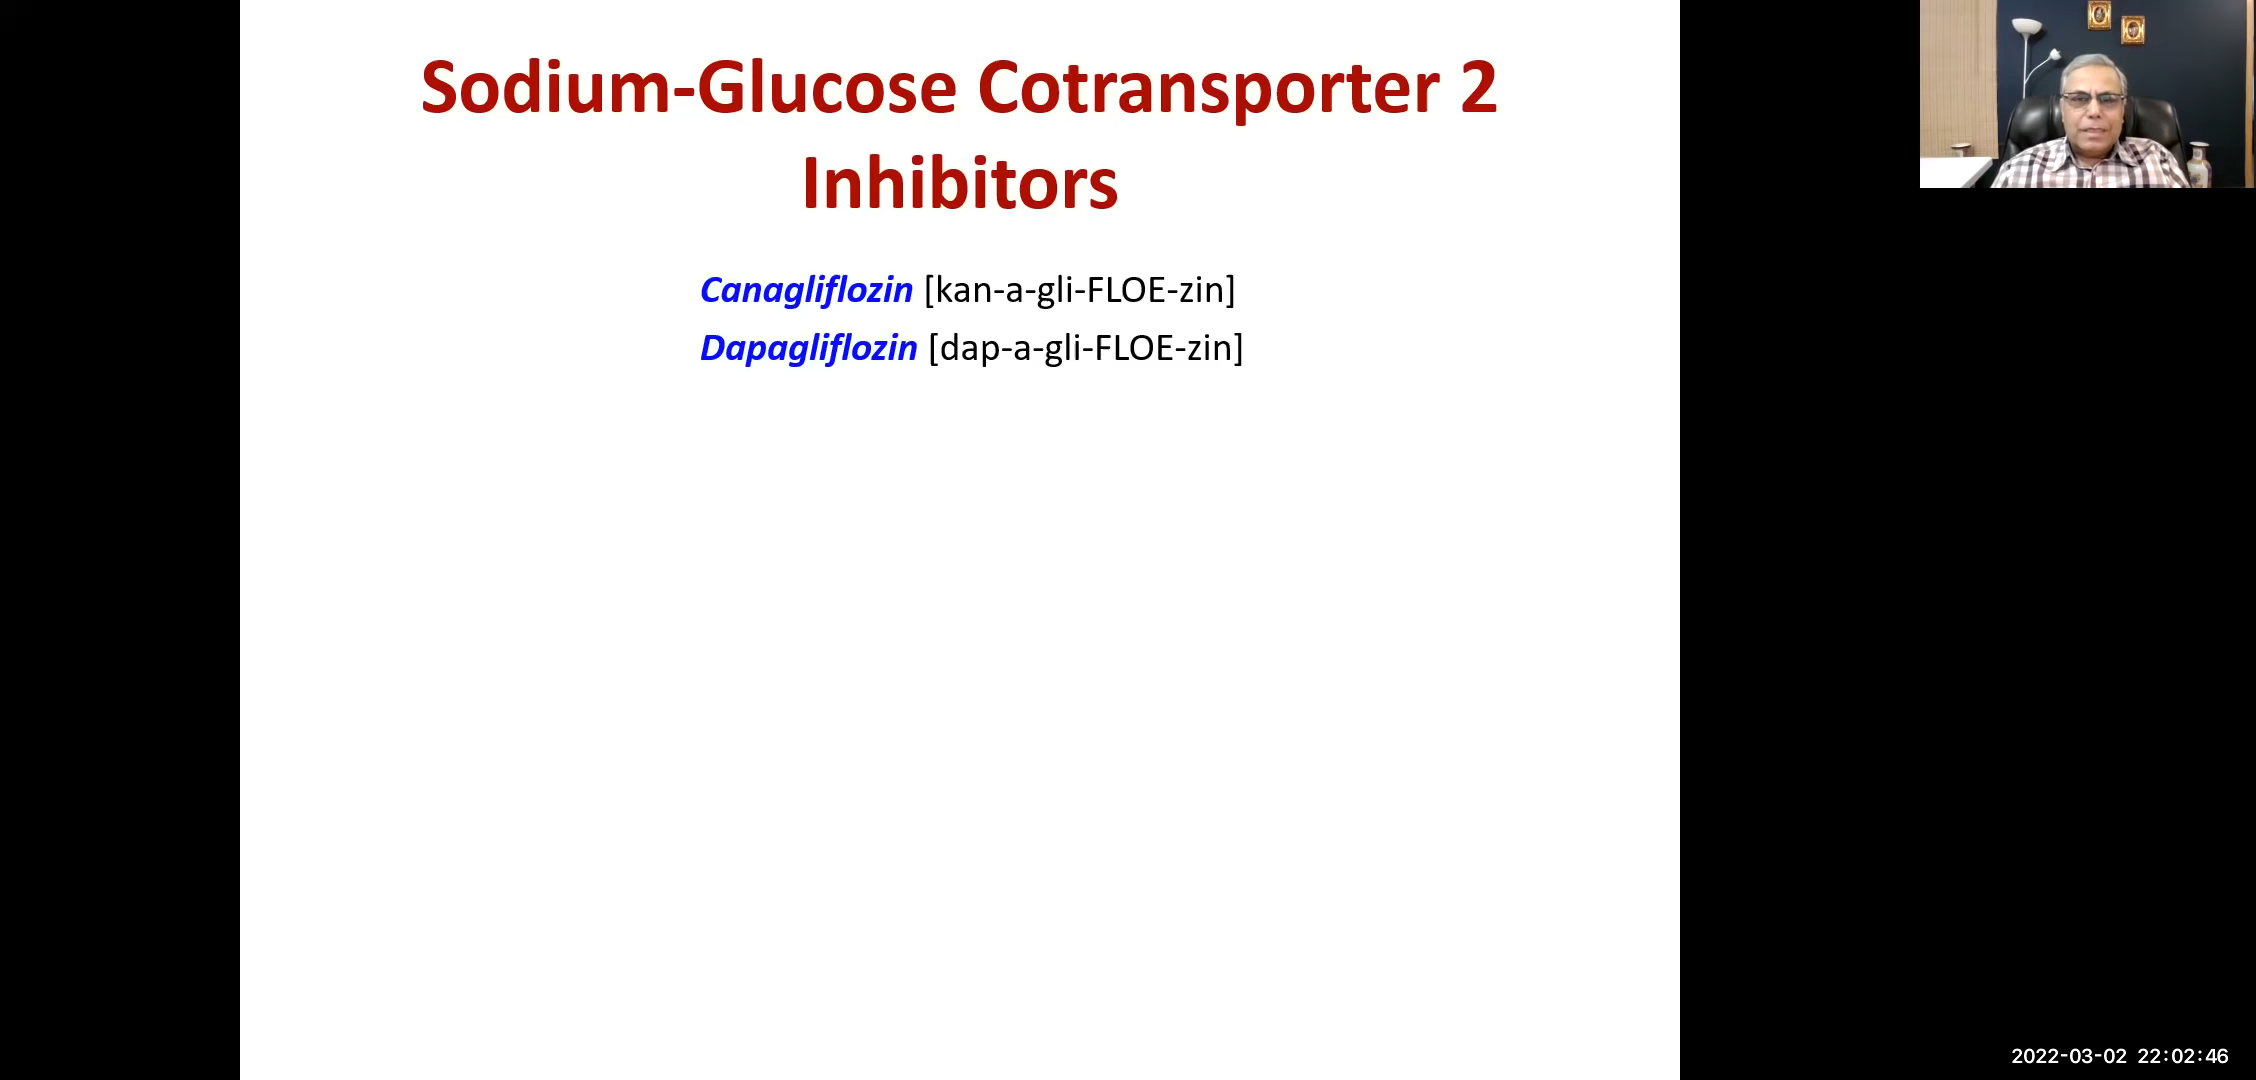 Sodium-Glucose Cotransporter 2
Inhibitors
Canagliflozin [kan-a-gli-FLOE-zin]
Dapagliflozin [dap-a-gli-FLOE-zin]
2022-03-02 22:02:46